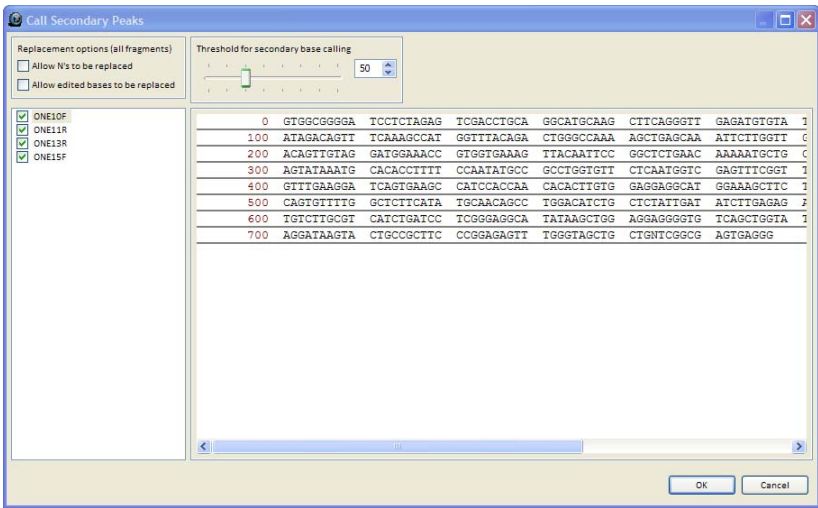 Call Secondary Peaks
Replacement options (all fragments)
Allow N's to be replaced
Allow edited bases to be replaced
Threshold for secondary base calling
50
ONE10F
ONE11R
ONE13R
ONE15F
0 GTGGCGGGGA TCCTCTAGAG TCGACCTGCA GGCATGCAAG CTTCAGGGTT GAGATGTGTA T
100 ATAGACAGTT TCAAAGCCAT GGTTTACAGA CTGGGCCAAA AGCTGAGCAA ATTCTTGGTT G
200 ACAGTTGTAG GATGGAAACC GTGGTGAAAG TTACAATTCC GGCTCTGAAC AAAAATGCTG
300 AGTATAAATG CACACCTTTT CCAATATGCC GCCTGGTGTT CTCAATGGTC GAGTTTCGGT T
400 GTTTGAAGGA TCAGTGAAGC CATCCACCAA CACACTTGTG GAGGAGGCAT GGAAAGCTTC T
500 CAGTGTTTTG GCTCTTCATA TGCAACAGCC TGGACATCTG CTCTATTGAT ATCTTGAGAG A
600 TGTCTTGCGT CATCTGATCC TCGGGAGGCA TATAAGCTGG AGGAGGGGTG TCAGCTGGTA T
700 AGGATAAGTA CTGCCGCTTC CCGGAGAGTT TGGGTAGCTG CTGNTCGGCG AGTGAGGG
OK Cancel